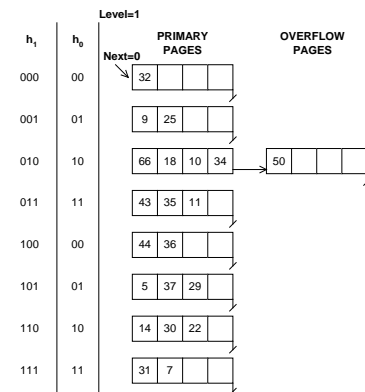 Level=1
h1 h0 PRIMARY PAGES OVERFLOW PAGES
Next=0
000 00 32
001 01 9 25
010 10 66 18 10 34 50
011 11 43 35 11
100 00 44 36
101 01 5 37 29
110 10 14 30 22
111 11 31 7